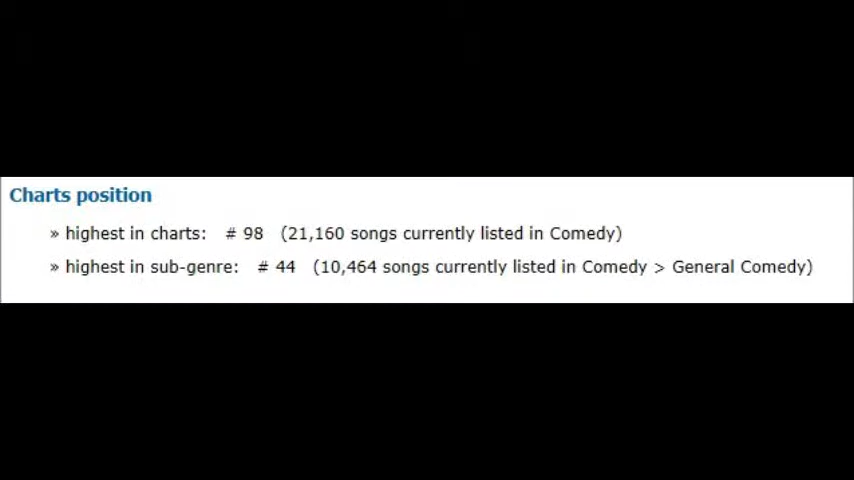 Charts position
» highest in charts: # 98 (21,160 songs currently listed in Comedy)
» highest in sub-genre: # 44 (10,464 songs currently listed in Comedy > General Comedy)